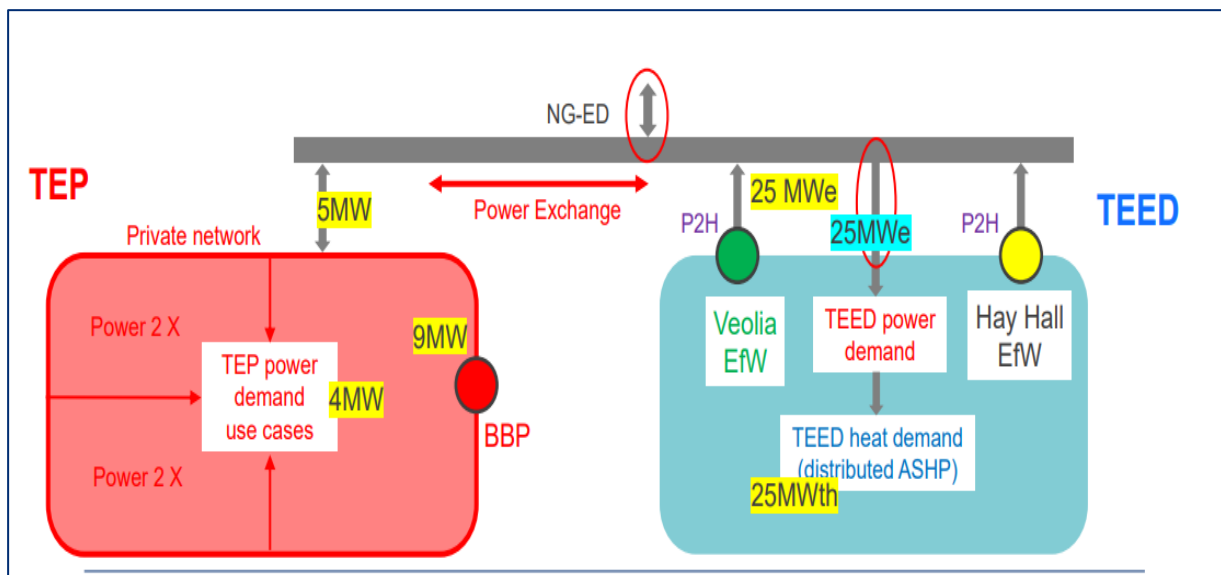 NG-ED
TEP
5MW
Power Exchange
25 MWe
P2H
25MWe
P2H
TEED
Private network
Power 2 X
TEP power
demand
use cases
4MW
9MW
BBP
Power 2 X
Veolia
EfW
TEED power
demand
Hay Hall
EfW
TEED heat demand
(distributed ASHP)
25MWth